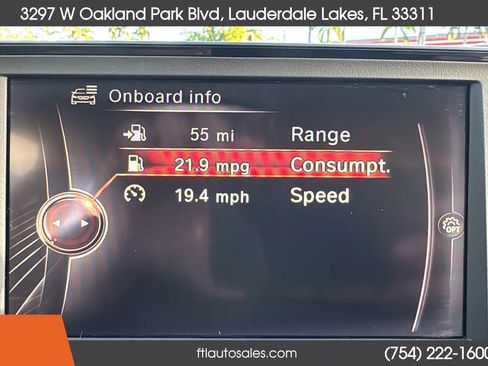 3297 W Oakland Park Blvd, Lauderdale Lakes, FL 33311
Onboard info
55 mi Range
21.9 mpg Consumpt.
19.4 mph Speed
OPT
ftlautosales.com
(754) 222-1600